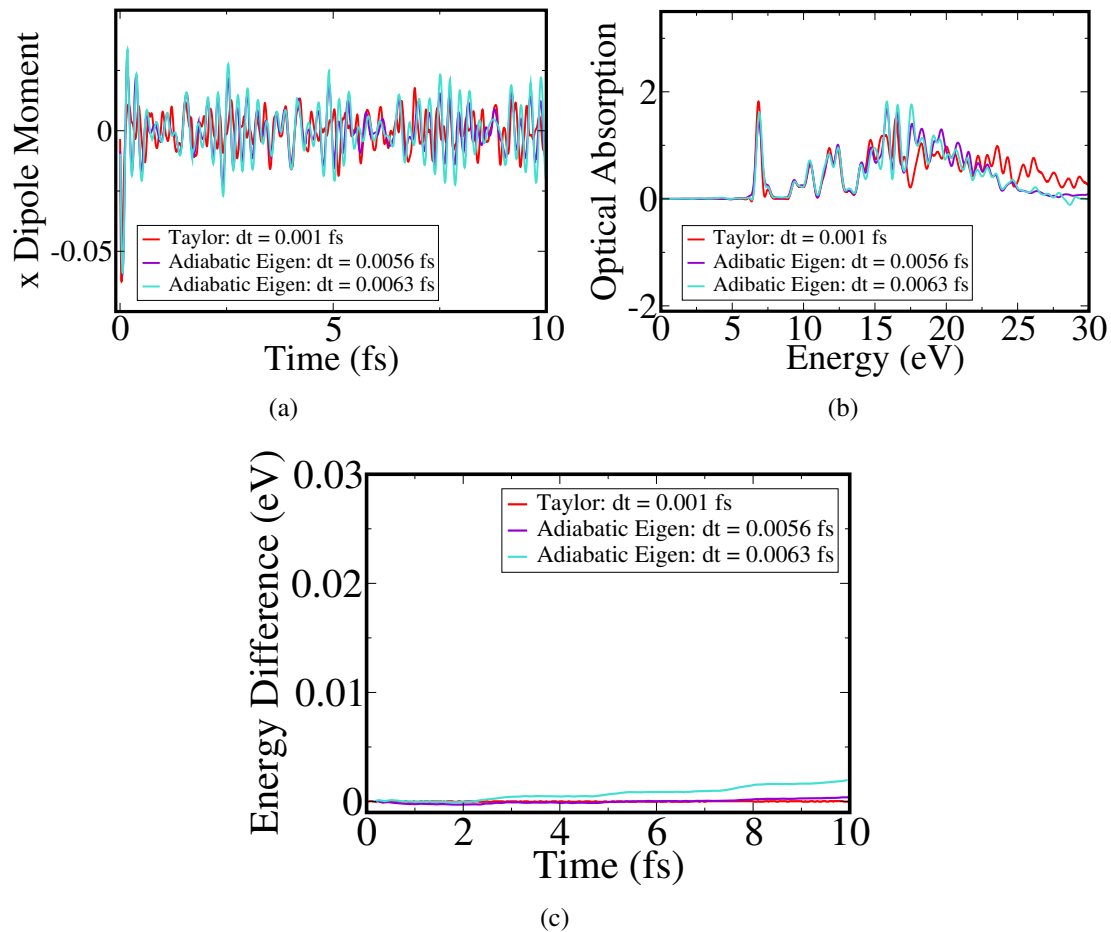 x Dipole Moment
0
-0.05
Taylor: dt = 0.001 fs
Adiabatic Eigen: dt = 0.0056 fs
Adiabatic Eigen: dt = 0.0063 fs
0 5 10
Time (fs)
(a)
Optical Absorption
2
0
-2
Taylor: dt = 0.001 fs
Adibatic Eigen: dt = 0.0056 fs
Adibatic Eigen: dt = 0.0063 fs
0 5 10 15 20 25 30
Energy (eV)
(b)
Energy Difference (eV)
0.03
0.02
0.01
0
Taylor: dt = 0.001 fs
Adiabatic Eigen: dt = 0.0056 fs
Adiabatic Eigen: dt = 0.0063 fs
0 2 4 6 8 10
Time (fs)
(c)